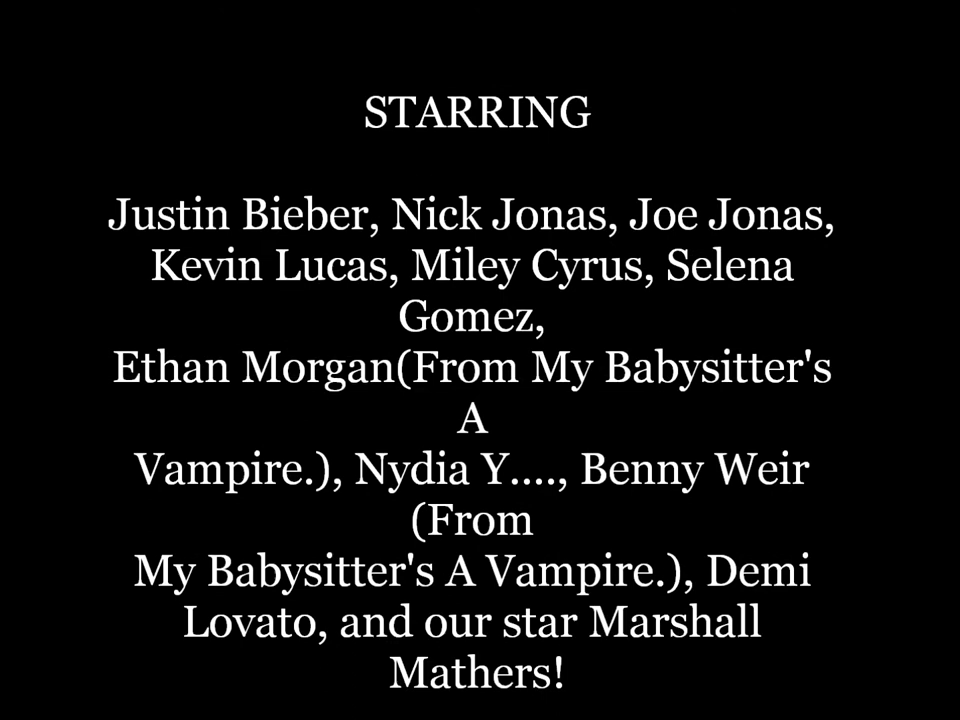 STARRING
Justin Bieber, Nick Jonas, Joe Jonas,
Kevin Lucas, Miley Cyrus, Selena
Gomez,
Ethan Morgan(From My Babysitter's
A
Vampire.), Nydia Y...., Benny Weir
(From
My Babysitter's A Vampire.), Demi
Lovato, and our star Marshall
Mathers!